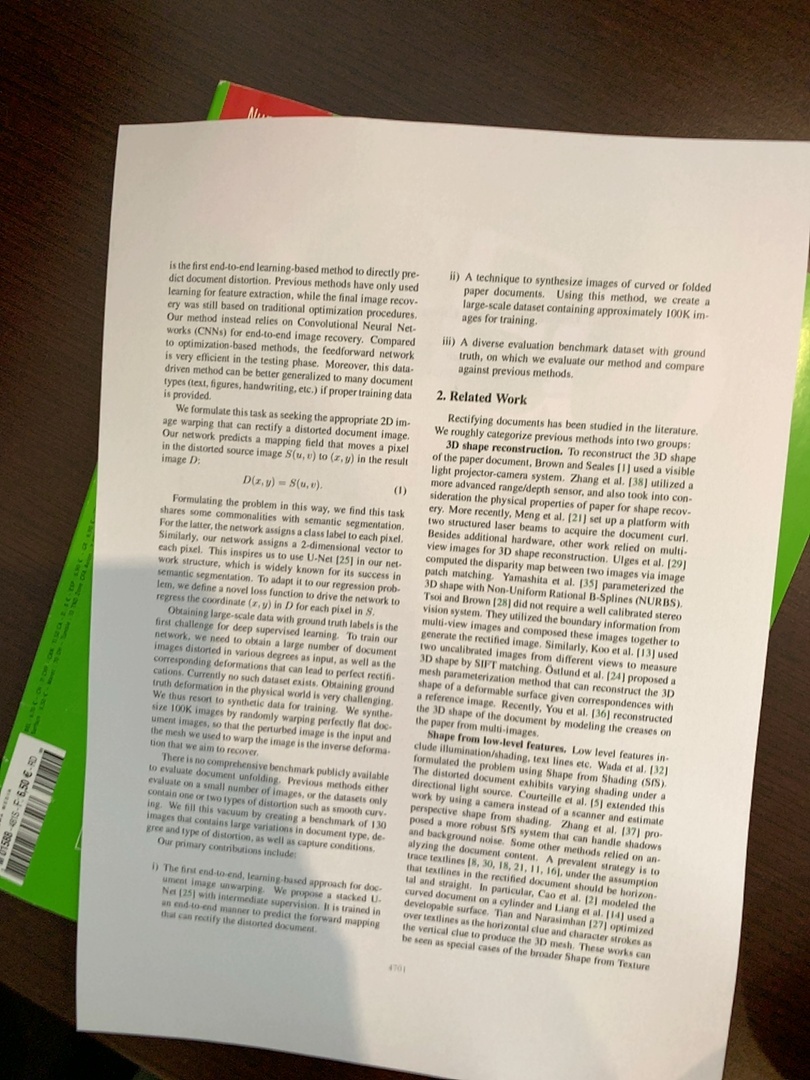 is the first end-to-end learning-based method to directly pre-
dict document distortion. Previous methods have only used
learning for feature extraction, while the final image recov-
ery was still based on traditional optimization procedures.
Our method instead relies on Convolutional Neural Net-
works (CNNs) for end-to-end image recovery. Compared
to optimization-based methods, the feedforward network
is very efficient in the testing phase. Moreover, this data-
driven method can be better generalized to many document
types (text, figures, handwriting, etc.) if proper training data
is provided.
We formulate this task as seeking the appropriate 2D im-
age warping that can rectify a distorted document image.
Our network predicts a mapping field that moves a pixel
in the distorted source image S(u, v) to (x, y) in the result
image D:
D(x, y) = S(u, v). (1)
Formulating the problem in this way, we find this task
shares some commonalities with semantic segmentation.
For the latter, the network assigns a class label to each pixel.
Similarly, our network assigns a 2-dimensional vector to
each pixel. This inspires us to use U-Net [25] in our net-
work structure, which is widely known for its success in
semantic segmentation. To adapt it to our regression prob-
lem, we define a novel loss function to drive the network to
regress the coordinate (x, y) in D for each pixel in S.
Obtaining large-scale data with ground truth labels is the
first challenge for deep supervised learning. To train our
network, we need to obtain a large number of document
images distorted in various degrees as input, as well as the
corresponding deformations that can lead to perfect rectifi-
cations. Currently no such dataset exists. Obtaining ground
truth deformation in the physical world is very challenging.
We thus resort to synthetic data for training. We synthe-
size 100K images by randomly warping perfectly flat doc-
ument images, so that the perturbed image is the input and
the mesh we used to warp the image is the inverse deforma-
tion that we aim to recover.
There is no comprehensive benchmark publicly available
to evaluate document unfolding. Previous methods either
evaluate on a small number of images, or the datasets only
contain one or two types of distortion such as smooth curv-
ing. We fill this vacuum by creating a benchmark of 130
images that contains large variations in document type, de-
gree and type of distortion, as well as capture conditions.
Our primary contributions include:
i) The first end-to-end, learning-based approach for doc-
ument image unwarping. We propose a stacked U-
Net [25] with intermediate supervision. It is trained in
an end-to-end manner to predict the forward mapping
that can rectify the distorted document.
ii) A technique to synthesize images of curved or folded
paper documents. Using this method, we create a
large-scale dataset containing approximately 100K im-
ages for training.
iii) A diverse evaluation benchmark dataset with ground
truth, on which we evaluate our method and compare
against previous methods.
2. Related Work
Rectifying documents has been studied in the literature.
We roughly categorize previous methods into two groups:
3D shape reconstruction. To reconstruct the 3D shape
of the paper document, Brown and Seales [1] used a visible
light projector-camera system. Zhang et al. [38] utilized a
more advanced range/depth sensor, and also took into con-
sideration the physical properties of paper for shape recov-
ery. More recently, Meng et al. [21] set up a platform with
two structured laser beams to acquire the document curl.
Besides additional hardware, other work relied on multi-
view images for 3D shape reconstruction. Ulges et al. [29]
computed the disparity map between two images via image
patch matching. Yamashita et al. [35] parameterized the
3D shape with Non-Uniform Rational B-Splines (NURBS).
Tsoi and Brown [28] did not require a well calibrated stereo
vision system. They utilized the boundary information from
multi-view images and composed these images together to
generate the rectified image. Similarly, Koo et al. [13] used
two uncalibrated images from different views to measure
3D shape by SIFT matching. Östlund et al. [24] proposed a
mesh parameterization method that can reconstruct the 3D
shape of a deformable surface given correspondences with
a reference image. Recently, You et al. [36] reconstructed
the 3D shape of the document by modeling the creases on
the paper from multi-images.
Shape from low-level features. Low level features in-
clude illumination/shading, text lines etc. Wada et al. [32]
formulated the problem using Shape from Shading (SfS).
The distorted document exhibits varying shading under a
directional light source. Courteille et al. [5] extended this
work by using a camera instead of a scanner and estimate
perspective shape from shading. Zhang et al. [37] pro-
posed a more robust SfS system that can handle shadows
and background noise. Some other methods relied on an-
alyzing the document content. A prevalent strategy is to
trace textlines [8, 30, 18, 21, 11, 16], under the assumption
that textlines in the rectified document should be horizon-
tal and straight. In particular, Cao et al. [2] modeled the
curved document on a cylinder and Liang et al. [14] used a
developable surface. Tian and Narasimhan [27] optimized
over textlines as the horizontal clue and character strokes as
the vertical clue to produce the 3D mesh. These works can
be seen as special cases of the broader Shape from Texture
4701